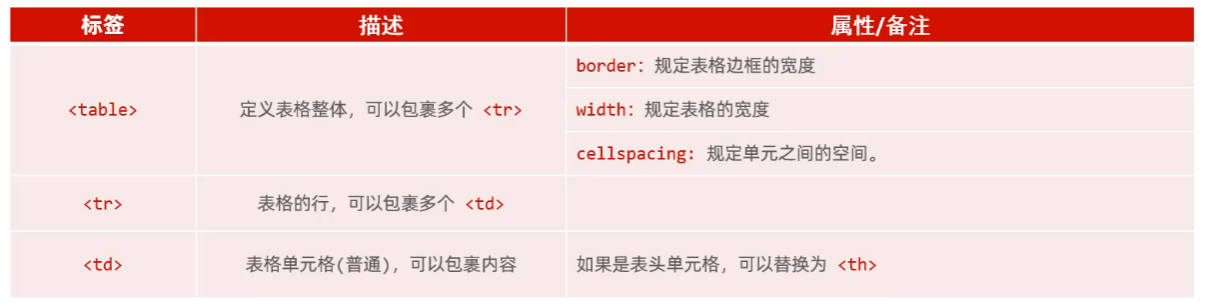 标签 描述 属性/备注
border: 规定表格边框的宽度
<table> 定义表格整体，可以包裹多个 <tr> width: 规定表格的宽度
cellspacing: 规定单元之间的空间。
<tr> 表格的行，可以包裹多个 <td>
<td> 表格单元格(普通)，可以包裹内容 如果是表头单元格，可以替换为 <th>